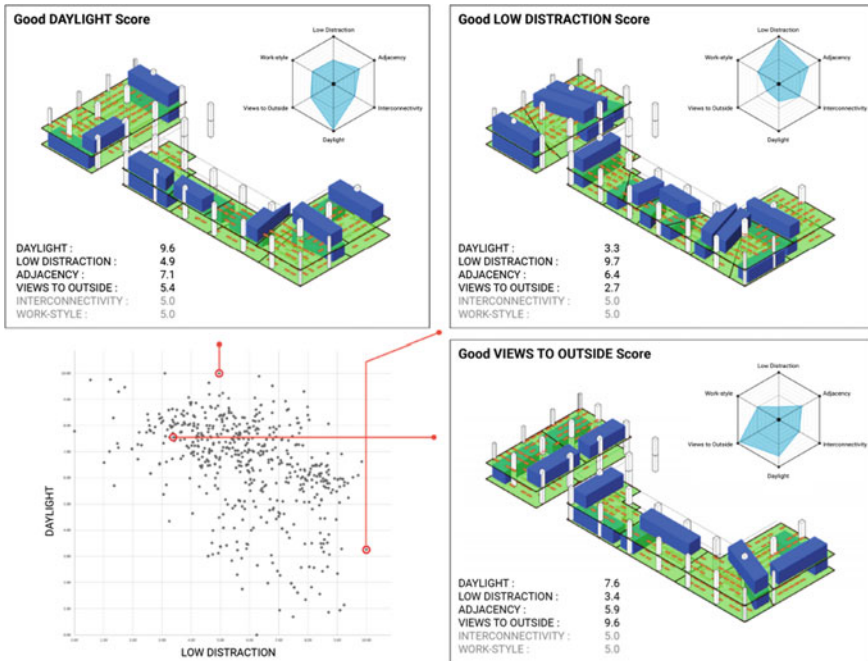 Good DAYLIGHT Score
Low Distraction
Work-style
Adjacency
Views to Outside
Interconnectivity
Daylight
DAYLIGHT : 9.6
LOW DISTRACTION : 4.9
ADJACENCY : 7.1
VIEWS TO OUTSIDE : 5.4
INTERCONNECTIVITY : 5.0
WORK-STYLE : 5.0
Good LOW DISTRACTION Score
Low Distraction
Work-style
Adjacency
Views to Outside
Interconnectivity
Daylight
DAYLIGHT : 3.3
LOW DISTRACTION : 9.7
ADJACENCY : 6.4
VIEWS TO OUTSIDE : 2.7
INTERCONNECTIVITY : 5.0
WORK-STYLE : 5.0
DAYLIGHT
LOW DISTRACTION
Good VIEWS TO OUTSIDE Score
Low Distraction
Work-style
Adjacency
Views to Outside
Interconnectivity
Daylight
DAYLIGHT : 7.6
LOW DISTRACTION : 3.4
ADJACENCY : 5.9
VIEWS TO OUTSIDE : 9.6
INTERCONNECTIVITY : 5.0
WORK-STYLE : 5.0